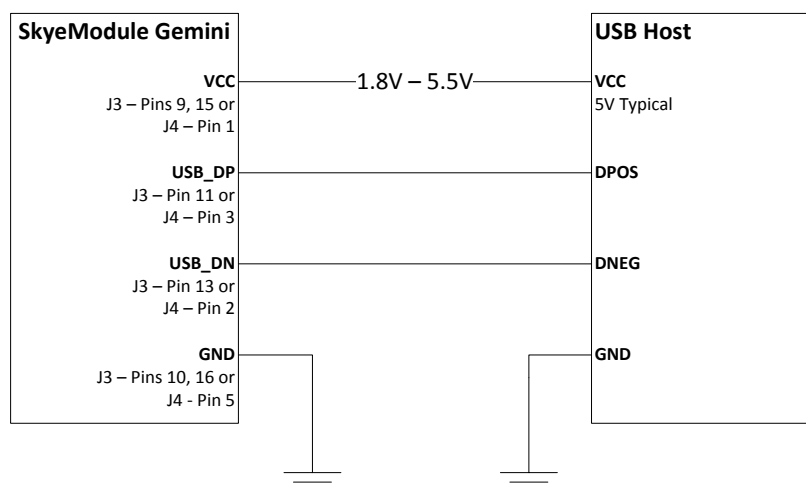 SkyeModule Gemini
VCC
J3 – Pins 9, 15 or
J4 – Pin 1
USB_DP
J3 – Pin 11 or
J4 – Pin 3
USB_DN
J3 – Pin 13 or
J4 – Pin 2
GND
J3 – Pins 10, 16 or
J4 - Pin 5
1.8V – 5.5V
USB Host
VCC
5V Typical
DPOS
DNEG
GND